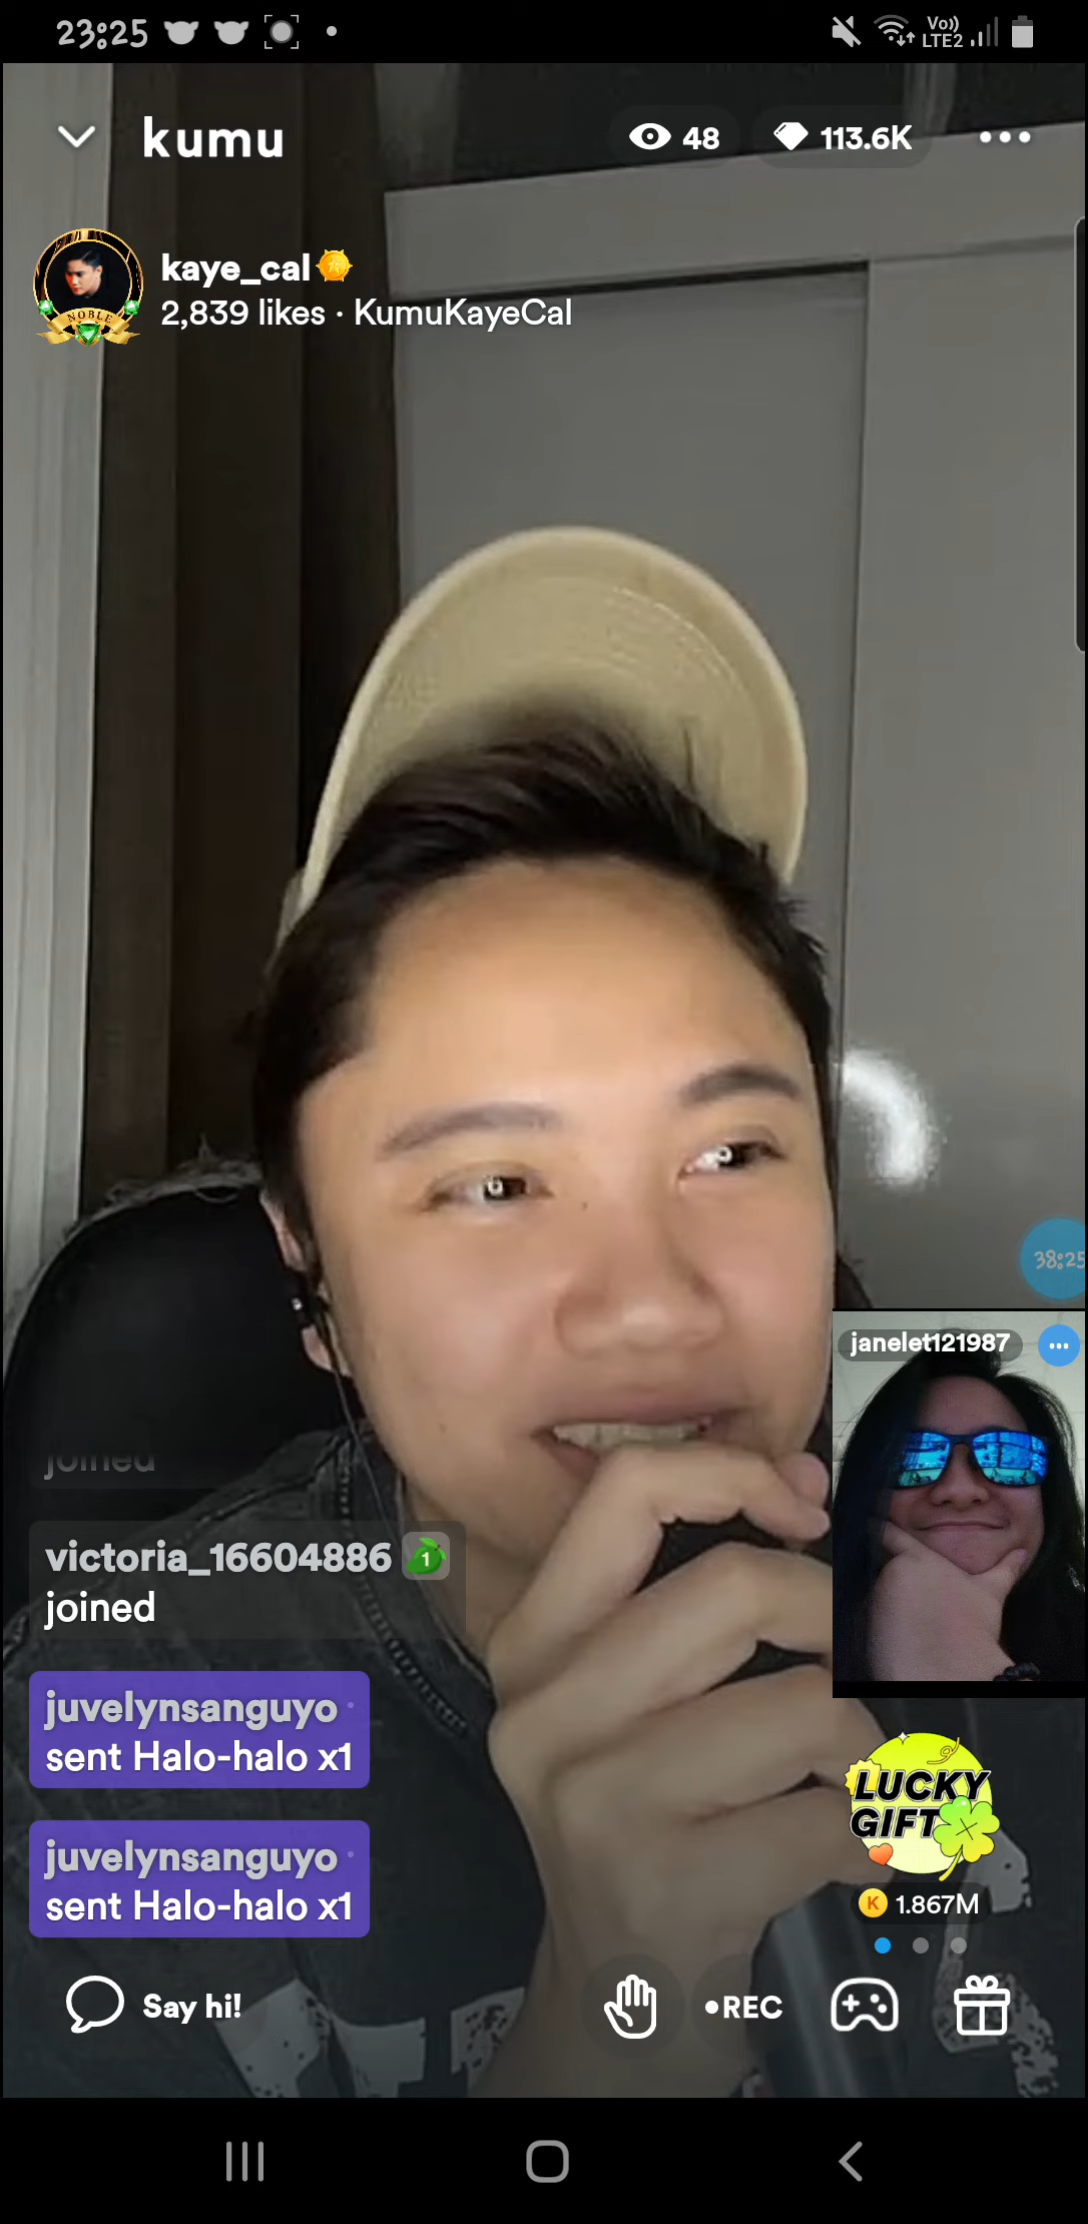 23:25
Vo))
LTE2
kumu
48
113.6K
kaye_cal
NOBLE
2,839 likes · KumuKayeCal
38:25
janelet121987
joined
victoria_16604886 1
joined
juvelynsanguyo
sent Halo-halo x1
juvelynsanguyo
sent Halo-halo x1
LUCKY
GIFT
K 1.867M
Say hi!
•REC